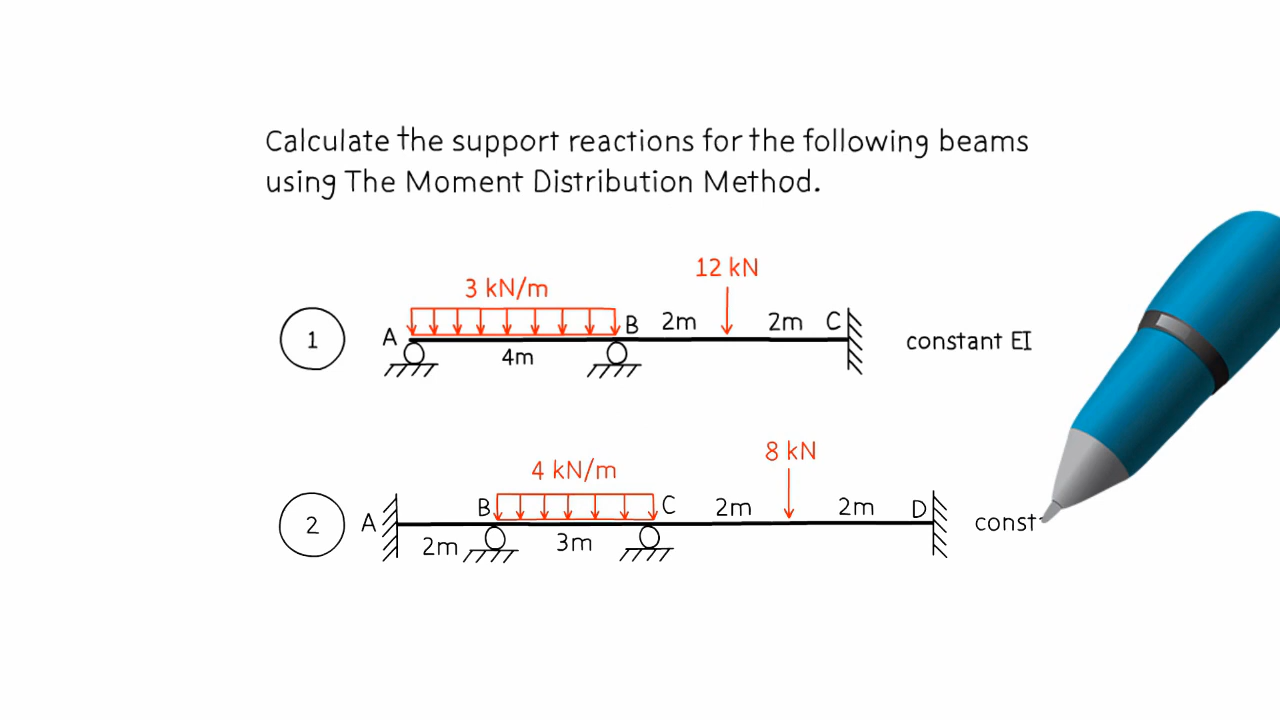 Calculate the support reactions for the following beams
using The Moment Distribution Method.
12 kN
3 kN/m
1
A
B
2m
2m
C
4m
constant EI
8 kN
4 kN/m
2
A
B
C
2m
2m
D
2m
3m
const